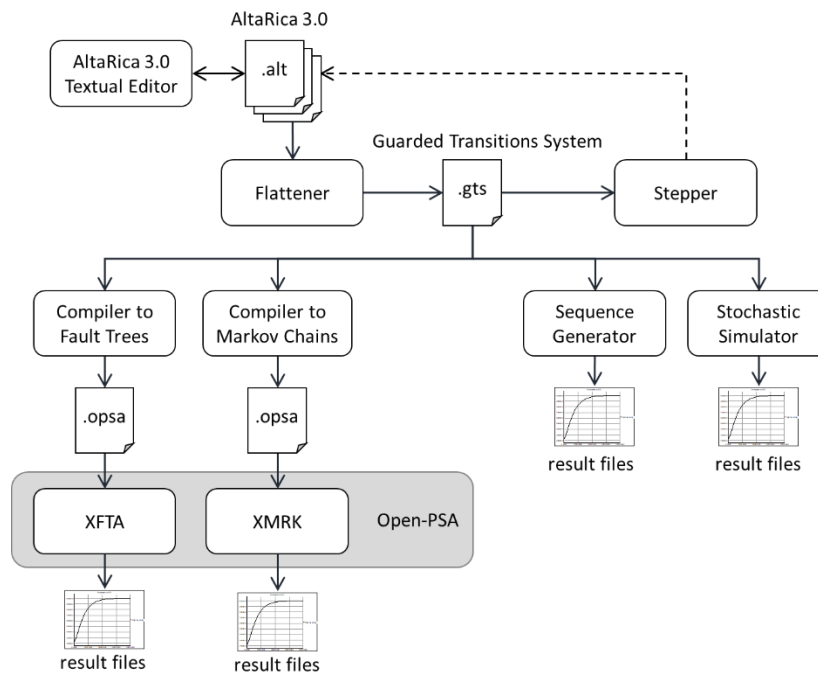 AltaRica 3.0
AltaRica 3.0
Textual Editor
.alt
Guarded Transitions System
Flattener
.gts
Stepper
Compiler to
Fault Trees
Compiler to
Markov Chains
Sequence
Generator
Stochastic
Simulator
.opsa
.opsa
result files
result files
XFTA
XMRK
Open-PSA
result files
result files